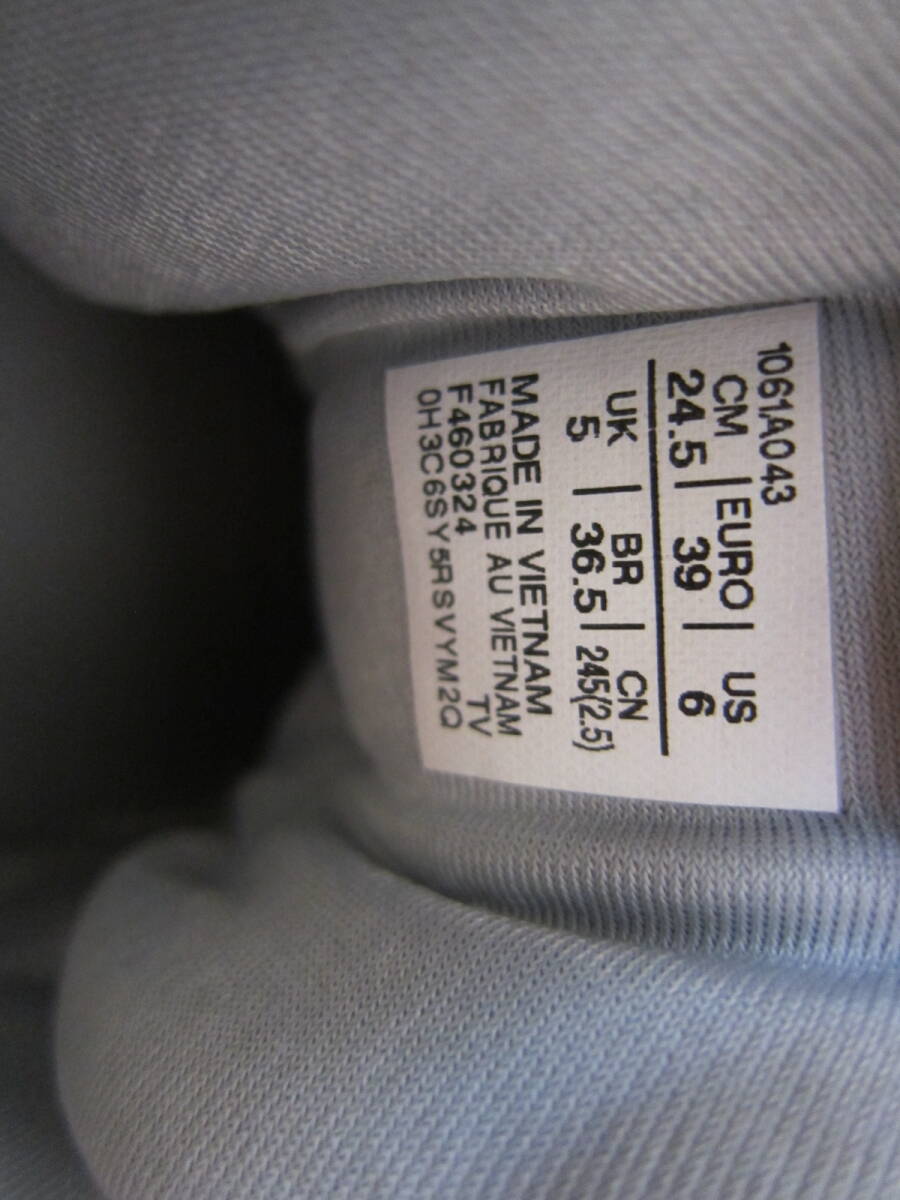 1061A043
CM | EURO | US
24.5 | 39 | 6
UK | BR | CN
5 | 36.5 | 245(2.5)
MADE IN VIETNAM
FABRIQUE AU VIETNAM
F460324 TV
0H3C6SY5RSVYM2Q